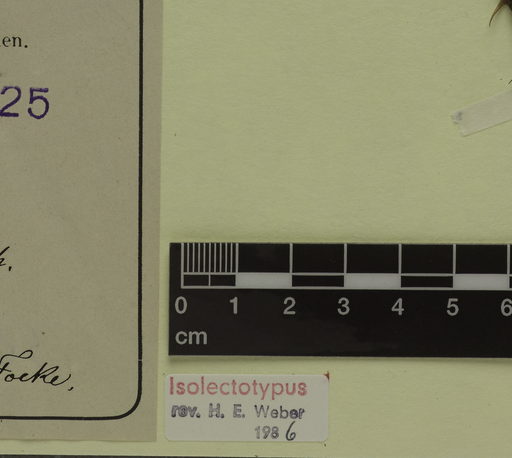 en.
25
h.
Focke,
0 1 2 3 4 5 6
cm
Isolectotypus
rev. H. E. Weber
1986